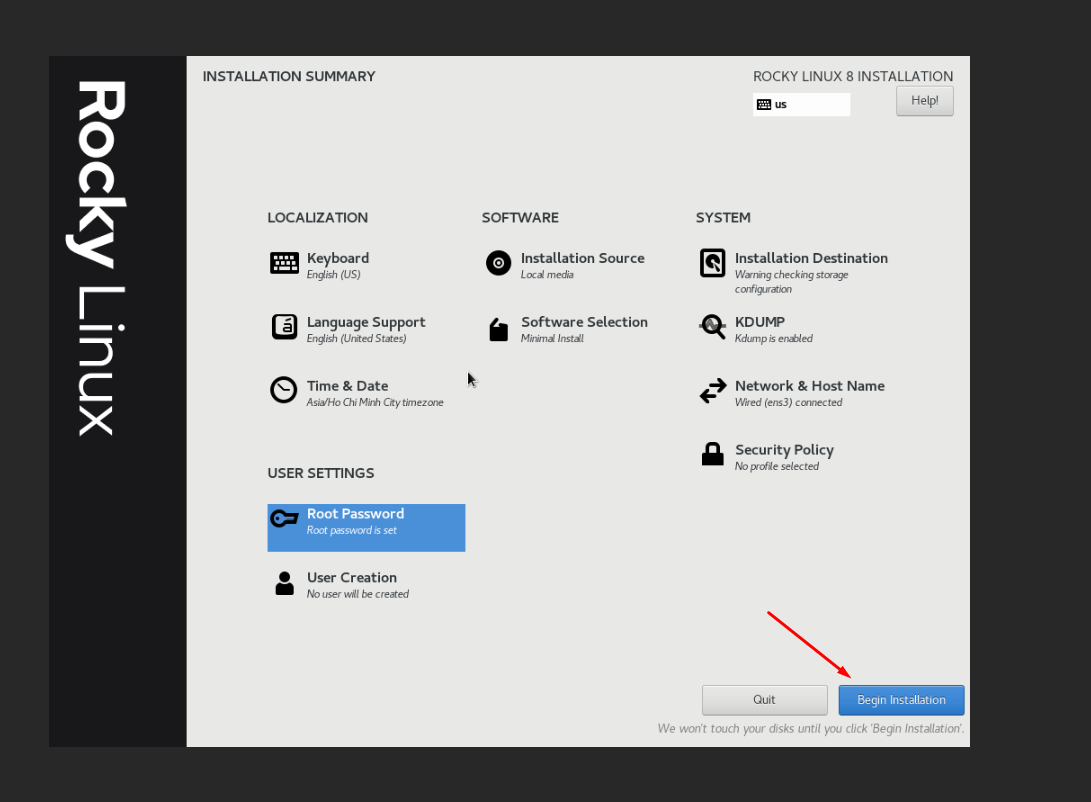 Rocky Linux
INSTALLATION SUMMARY
ROCKY LINUX 8 INSTALLATION
us
Help!
LOCALIZATION
Keyboard
English (US)
Language Support
English (United States)
Time & Date
Asia/Ho Chi Minh City timezone
SOFTWARE
Installation Source
Local media
Software Selection
Minimal Install
SYSTEM
Installation Destination
Warning checking storage
configuration
KDUMP
Kdump is enabled
Network & Host Name
Wired (ens3) connected
Security Policy
No profile selected
USER SETTINGS
Root Password
Root password is set
User Creation
No user will be created
Quit
Begin Installation
We won't touch your disks until you click 'Begin Installation'.